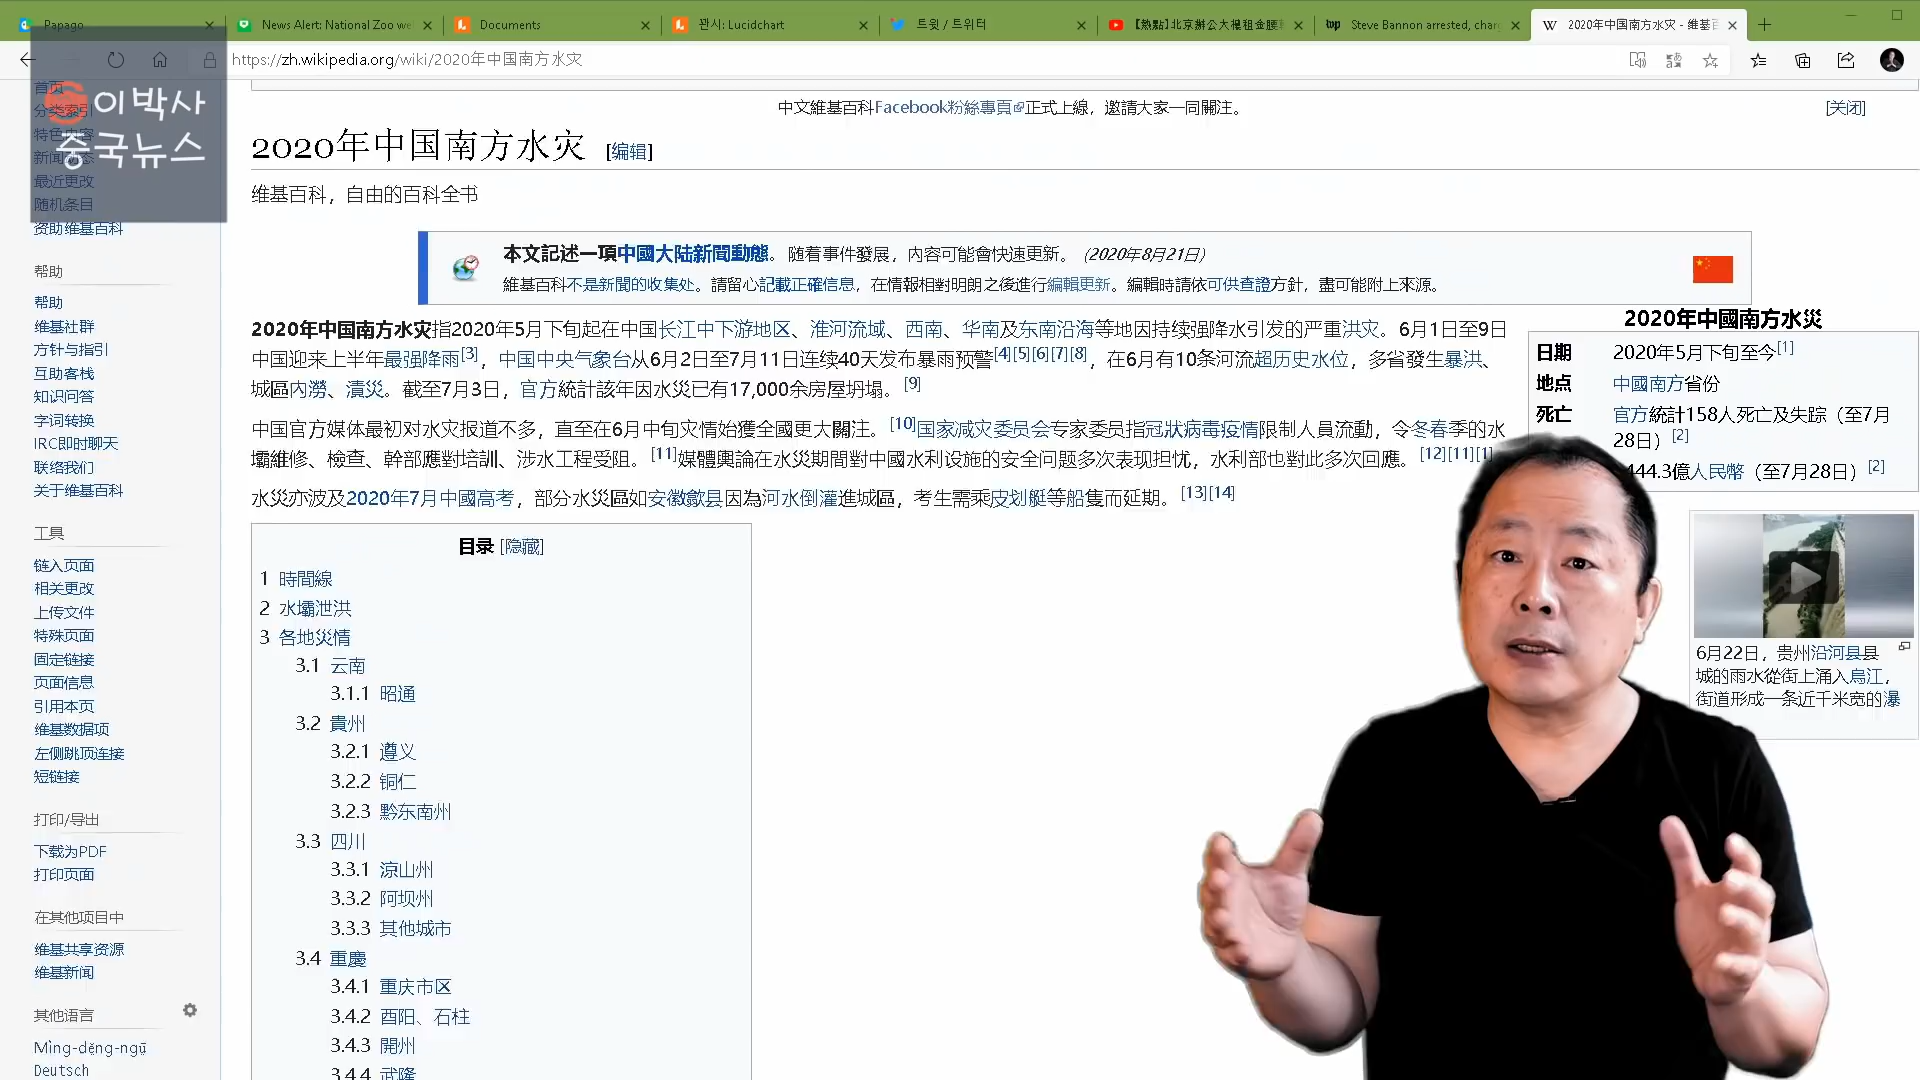 Papago
News Alert: National Zoo we
Documents
판시: Lucidchart
트윗 / 트위터
【热點】北京辦公大樓租金腰
Steve Bannon arrested, char
2020年中国南方水灾 - 维基百
https://zh.wikipedia.org/wiki/2020年中国南方水灾
이박사
중국뉴스
首页
分类索引
特色内容
新闻动态
最近更改
随机条目
资助维基百科
帮助
帮助
维基社群
方针与指引
互助客栈
知识问答
字词转换
IRC即时聊天
联络我们
关于维基百科
工具
链入页面
相关更改
上传文件
特殊页面
固定链接
页面信息
引用本页
维基数据项
左侧跳顶连接
短链接
打印/导出
下载为PDF
打印页面
在其他项目中
维基共享资源
维基新闻
其他语言
Mìng-dĕ̤ng-ngṳ̄
Deutsch
中文維基百科Facebook粉絲專頁正式上線，邀請大家一同關注。
[关闭]
2020年中国南方水灾 [编辑]
维基百科，自由的百科全书
本文記述一項中國大陆新聞動態。随着事件發展，内容可能會快速更新。 (2020年8月21日)
維基百科不是新聞的收集处。請留心記載正確信息，在情報相對明朗之後進行編輯更新。編輯時請依可供查證方針，盡可能附上來源。
2020年中国南方水灾指2020年5月下旬起在中国长江中下游地区、淮河流域、西南、华南及东南沿海等地因持续强降水引发的严重洪灾。6月1日至9日
中国迎来上半年最强降雨[3]，中国中央气象台从6月2日至7月11日连续40天发布暴雨预警[4][5][6][7][8]，在6月有10条河流超历史水位，多省發生暴洪、
城區内澇、漬災。截至7月3日，官方統計該年因水災已有17,000余房屋坍塌。[9]
中国官方媒体最初对水灾报道不多，直至在6月中旬灾情始獲全國更大關注。[10]国家减灾委员会专家委员指冠狀病毒疫情限制人員流動，令冬春季的水
壩維修、檢查、幹部應對培訓、涉水工程受阻。[11]媒體輿論在水災期間對中國水利设施的安全问题多次表现担忧，水利部也對此多次回應。[12][11][1
水災亦波及2020年7月中國高考，部分水災區如安徽歙县因為河水倒灌進城區，考生需乘皮划艇等船隻而延期。[13][14]
2020年中國南方水災
日期 2020年5月下旬至今[1]
地点 中國南方省份
死亡 官方統計158人死亡及失踪（至7月
28日）[2]
444.3億人民幣（至7月28日）[2]
6月22日，贵州沿河县县
城的雨水從街上涌入烏江，
街道形成一条近千米宽的瀑
目录 [隐藏]
1 時間線
2 水壩泄洪
3 各地災情
3.1 云南
3.1.1 昭通
3.2 貴州
3.2.1 遵义
3.2.2 铜仁
3.2.3 黔东南州
3.3 四川
3.3.1 凉山州
3.3.2 阿坝州
3.3.3 其他城市
3.4 重慶
3.4.1 重庆市区
3.4.2 酉阳、石柱
3.4.3 開州
3.4.4 武隆